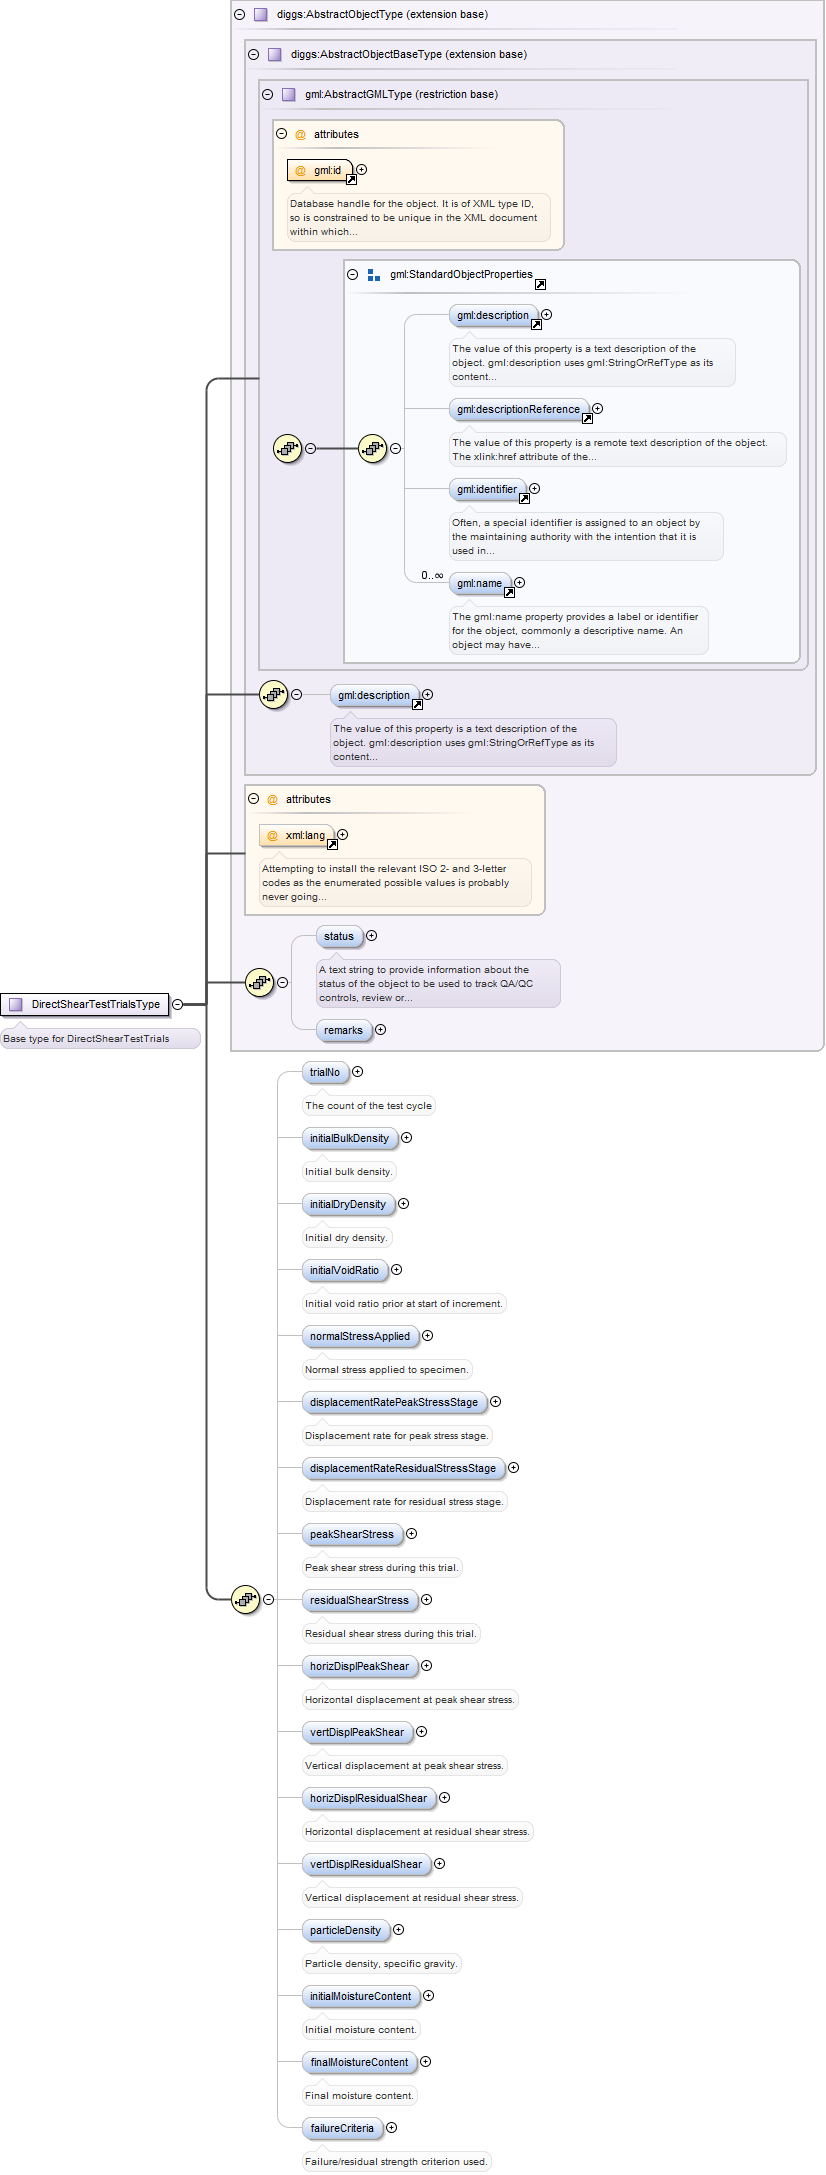 diggs:AbstractObjectType (extension base)
diggs:AbstractObjectBaseType (extension base)
gml:AbstractGMLType (restriction base)
@ attributes
@ gml:id
Database handle for the object. It is of XML type ID,
so is constrained to be unique in the XML document
within which...
gml:StandardObjectProperties
gml:description
The value of this property is a text description of the
object. gml:description uses gml:StringOrRefType as its
content...
gml:descriptionReference
The value of this property is a remote text description of the object.
The xlink:href attribute of the...
gml:identifier
Often, a special identifier is assigned to an object by
the maintaining authority with the intention that it is
used in...
0..∞
gml:name
The gml:name property provides a label or identifier
for the object, commonly a descriptive name. An
object may have...
gml:description
The value of this property is a text description of the
object. gml:description uses gml:StringOrRefType as its
content...
@ attributes
@ xml:lang
Attempting to install the relevant ISO 2- and 3-letter
codes as the enumerated possible values is probably
never going...
status
A text string to provide information about the
status of the object to be used to track QA/QC
controls, review or...
remarks
DirectShearTestTrialsType
Base type for DirectShearTestTrials
trialNo
The count of the test cycle
initialBulkDensity
Initial bulk density.
initialDryDensity
Initial dry density.
initialVoidRatio
Initial void ratio prior at start of increment.
normalStressApplied
Normal stress applied to specimen.
displacementRatePeakStressStage
Displacement rate for peak stress stage.
displacementRateResidualStressStage
Displacement rate for residual stress stage.
peakShearStress
Peak shear stress during this trial.
residualShearStress
Residual shear stress during this trial.
horizDisplPeakShear
Horizontal displacement at peak shear stress.
vertDisplPeakShear
Vertical displacement at peak shear stress.
horizDisplResidualShear
Horizontal displacement at residual shear stress.
vertDisplResidualShear
Vertical displacement at residual shear stress.
particleDensity
Particle density, specific gravity.
initialMoistureContent
Initial moisture content.
finalMoistureContent
Final moisture content.
failureCriteria
Failure/residual strength criterion used.